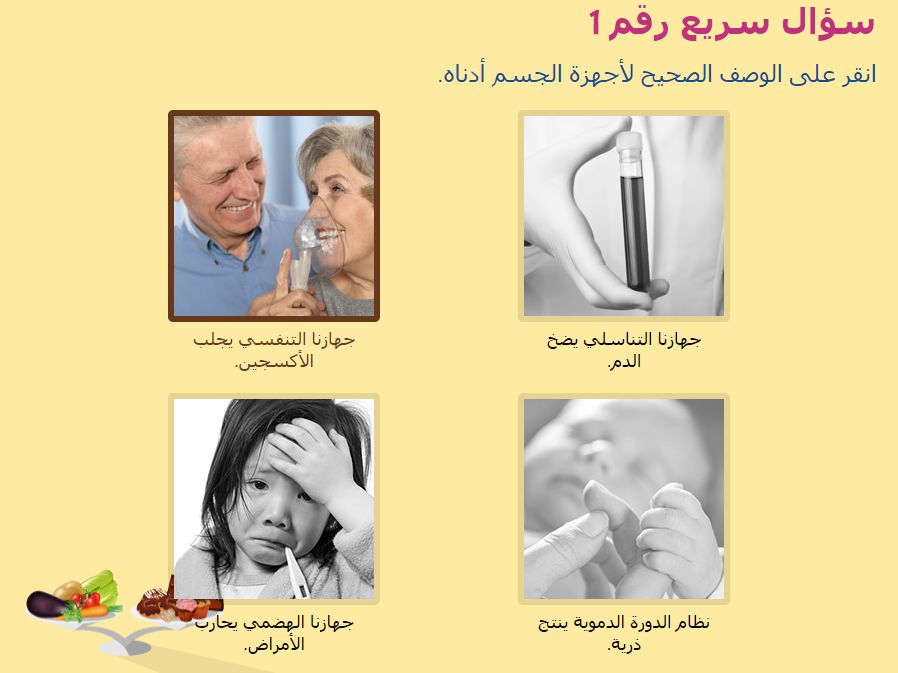 سؤال سريع رقم 1
انقر على الوصف الصحيح لأجهزة الجسم أدناه.
جهازنا التناسلي يضخ
الدم.
جهازنا التنفسي يجلب
الأكسجين.
نظام الدورة الدموية ينتج
ذرية.
جهازنا الهضمي يحارب
الأمراض.